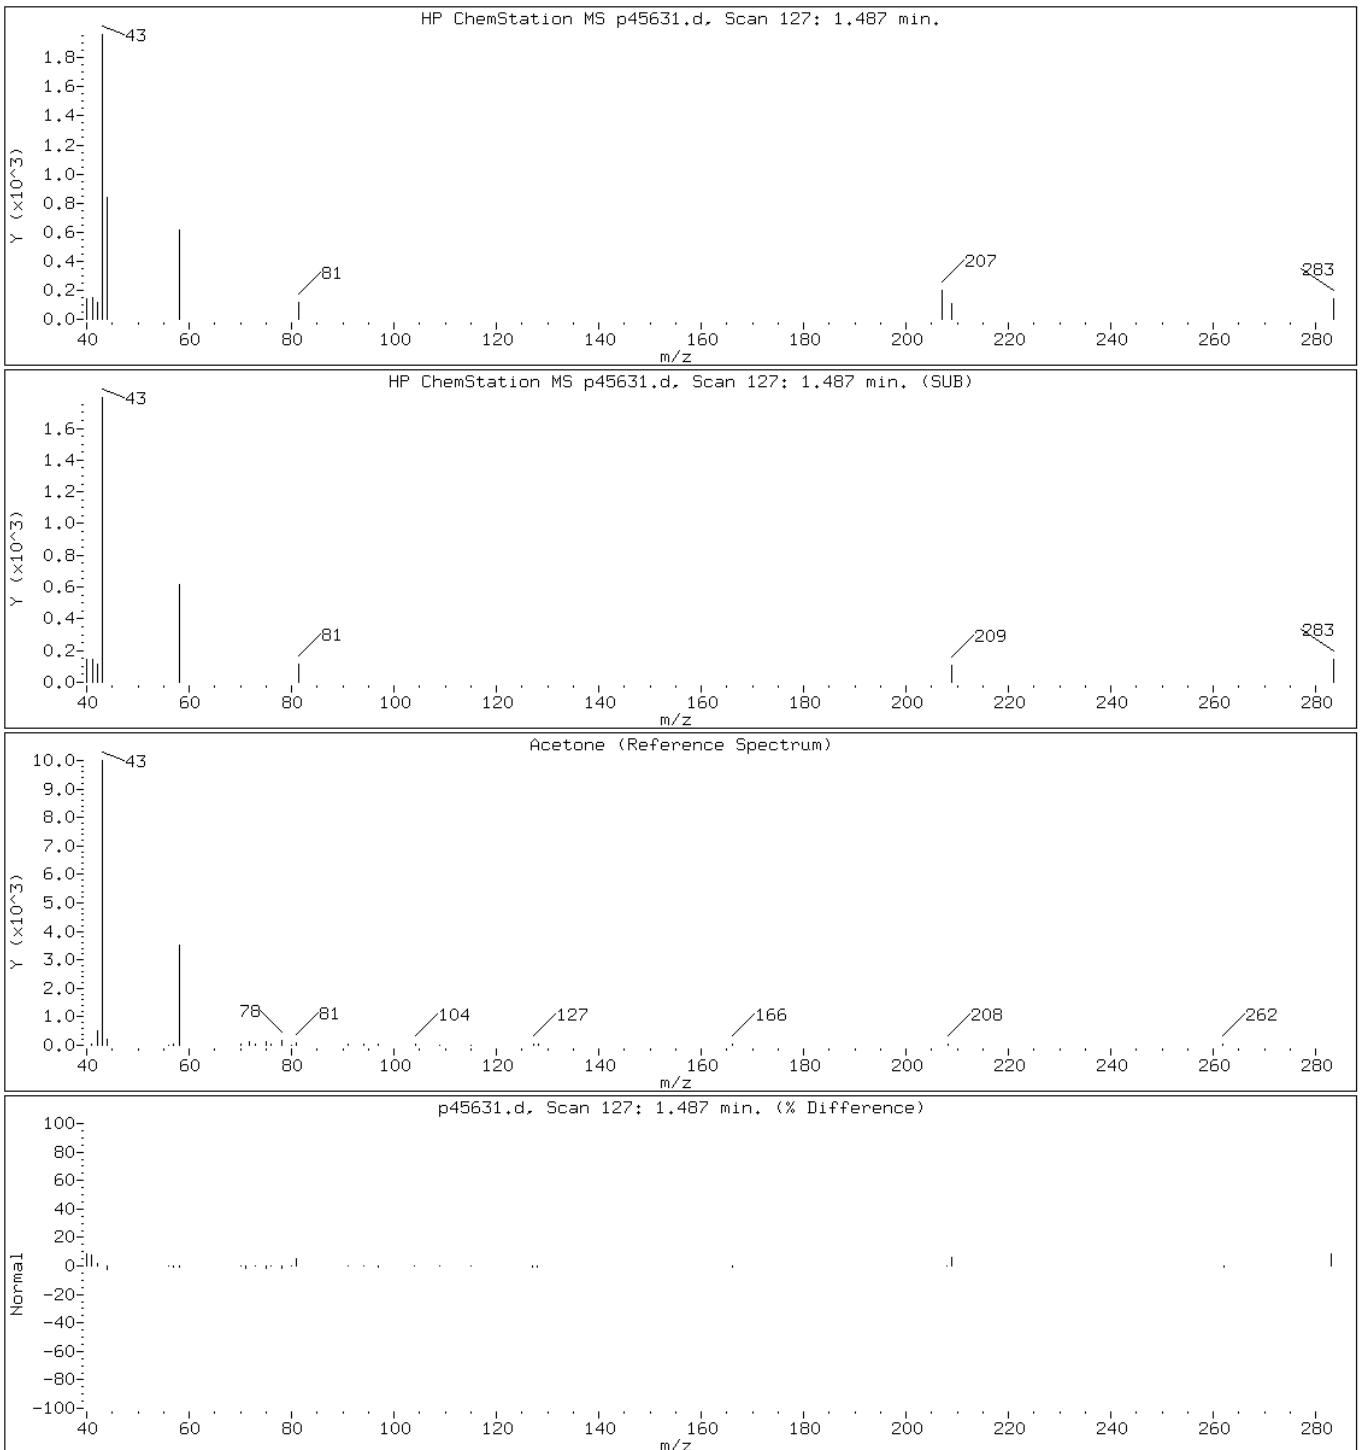 HP ChemStation MS p45631.d, Scan 127: 1.487 min.
43
1.8
1.6
1.4
1.2
1.0
0.8
0.6
0.4
0.2
0.0
Y (x10^3)
81
207
283
40 60 80 100 120 140 160 180 200 220 240 260 280
m/z
HP ChemStation MS p45631.d, Scan 127: 1.487 min. (SUB)
43
1.6
1.4
1.2
1.0
0.8
0.6
0.4
0.2
0.0
Y (x10^3)
81
209
283
40 60 80 100 120 140 160 180 200 220 240 260 280
m/z
Acetone (Reference Spectrum)
43
10.0
9.0
8.0
7.0
6.0
5.0
4.0
3.0
2.0
1.0
0.0
Y (x10^3)
78 81 104 127 166 208 262
40 60 80 100 120 140 160 180 200 220 240 260 280
m/z
p45631.d, Scan 127: 1.487 min. (% Difference)
100
80
60
40
20
0
-20
-40
-60
-80
-100
Normal
40 60 80 100 120 140 160 180 200 220 240 260 280
m/z